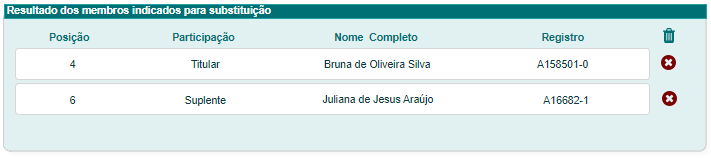 Resultado dos membros indicados para substituição
Posição Participação Nome Completo Registro
4 Titular Bruna de Oliveira Silva A158501-0
6 Suplente Juliana de Jesus Araújo A16682-1